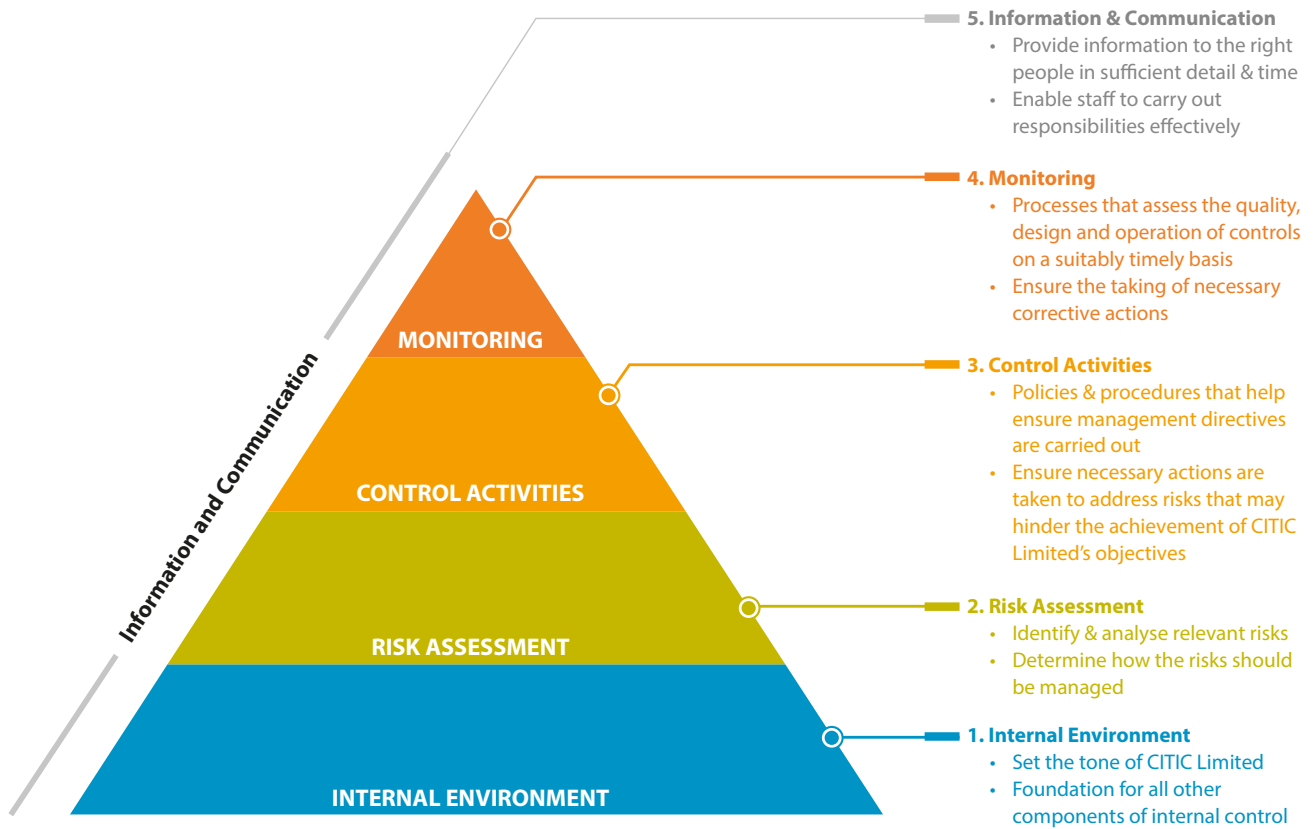 5. Information & Communication
• Provide information to the right
people in sufficient detail & time
• Enable staff to carry out
responsibilities effectively
4. Monitoring
• Processes that assess the quality,
design and operation of controls
on a suitably timely basis
• Ensure the taking of necessary
corrective actions
3. Control Activities
• Policies & procedures that help
ensure management directives
are carried out
• Ensure necessary actions are
taken to address risks that may
hinder the achievement of CITIC
Limited’s objectives
2. Risk Assessment
• Identify & analyse relevant risks
• Determine how the risks should
be managed
1. Internal Environment
• Set the tone of CITIC Limited
• Foundation for all other
components of internal control
Information and Communication
MONITORING
CONTROL ACTIVITIES
RISK ASSESSMENT
INTERNAL ENVIRONMENT